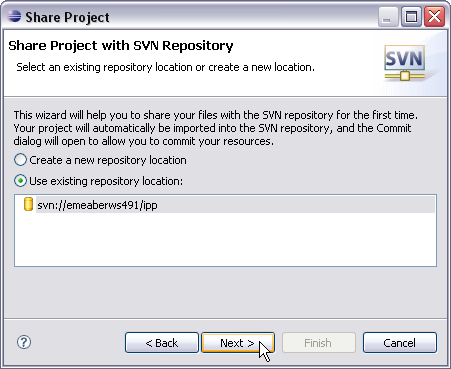 Share Project
Share Project with SVN Repository
Select an existing repository location or create a new location.
SVN
This wizard will help you to share your files with the SVN repository for the first time.
Your project will automatically be imported into the SVN repository, and the Commit
dialog will open to allow you to commit your resources.
Create a new repository location
Use existing repository location:
svn://emeaberws491/ipp
?
< Back
Next >
Finish
Cancel